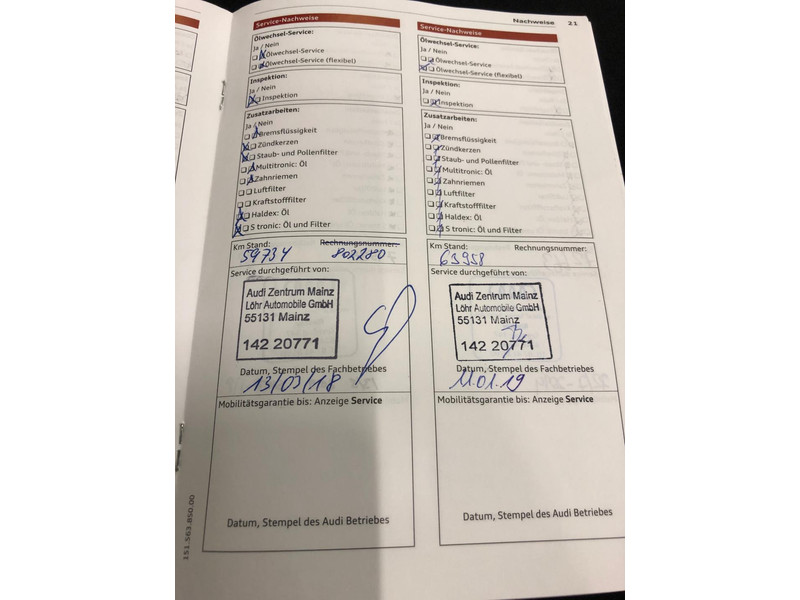 Nachweise 21
Service-Nachweise
Ölwechsel-Service:
Ja / Nein
Ölwechsel-Service
Ölwechsel-Service (flexibel)
Inspektion:
Ja / Nein
Inspektion
Zusatzarbeiten:
Ja / Nein
Bremsflüssigkeit
Zündkerzen
Staub- und Pollenfilter
Multitronic: Öl
Zahnriemen
Luftfilter
Kraftstofffilter
Haldex: Öl
S tronic: Öl und Filter
Km Stand: Rechnungsnummer:
59734 802280
Service durchgeführt von:
Audi Zentrum Mainz
Löhr Automobile GmbH
55131 Mainz
142 20771
Datum, Stempel des Fachbetriebes
13/03/18
Mobilitätsgarantie bis: Anzeige Service
Datum, Stempel des Audi Betriebes
Service-Nachweise
Ölwechsel-Service:
Ja / Nein
Ölwechsel-Service
Ölwechsel-Service (flexibel)
Inspektion:
Ja / Nein
Inspektion
Zusatzarbeiten:
Ja / Nein
Bremsflüssigkeit
Zündkerzen
Staub- und Pollenfilter
Multitronic: Öl
Zahnriemen
Luftfilter
Kraftstofffilter
Haldex: Öl
S tronic: Öl und Filter
Km Stand: Rechnungsnummer:
63958
Service durchgeführt von:
Audi Zentrum Mainz
Löhr Automobile GmbH
55131 Mainz
142 20771
Datum, Stempel des Fachbetriebes
11.01.19
Mobilitätsgarantie bis: Anzeige Service
Datum, Stempel des Audi Betriebes
151.563.850.00